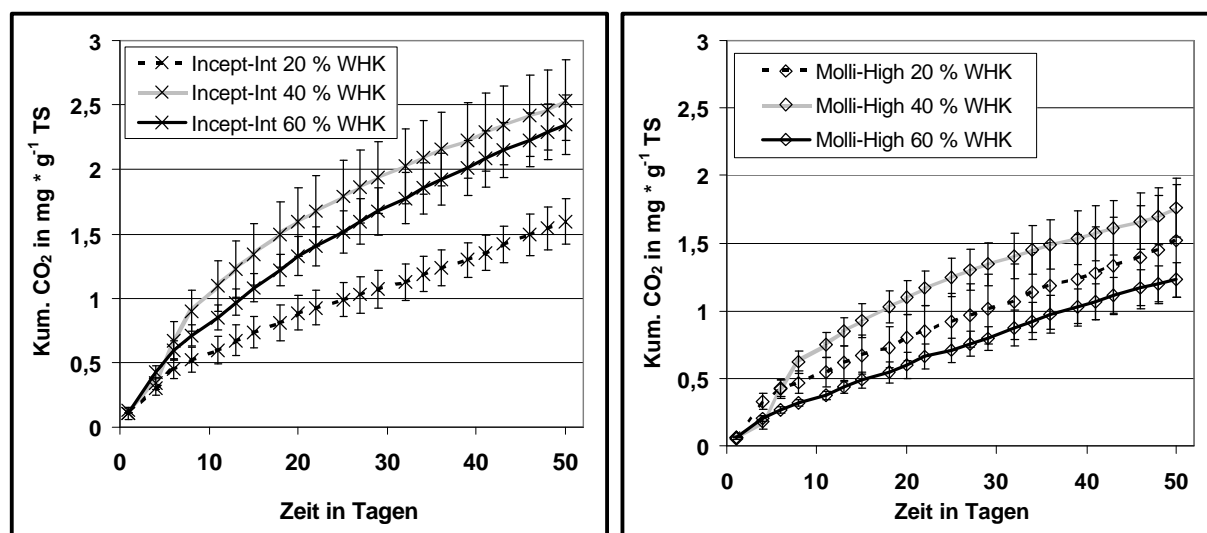 3
2,5
2
1,5
1
0,5
0
Kum. CO₂ in mg * g⁻¹ TS
Incept-Int 20 % WHK
Incept-Int 40 % WHK
Incept-Int 60 % WHK
0 10 20 30 40 50
Zeit in Tagen
3
2,5
2
1,5
1
0,5
0
Kum. CO₂ in mg * g⁻¹ TS
Molli-High 20 % WHK
Molli-High 40 % WHK
Molli-High 60 % WHK
0 10 20 30 40 50
Zeit in Tagen